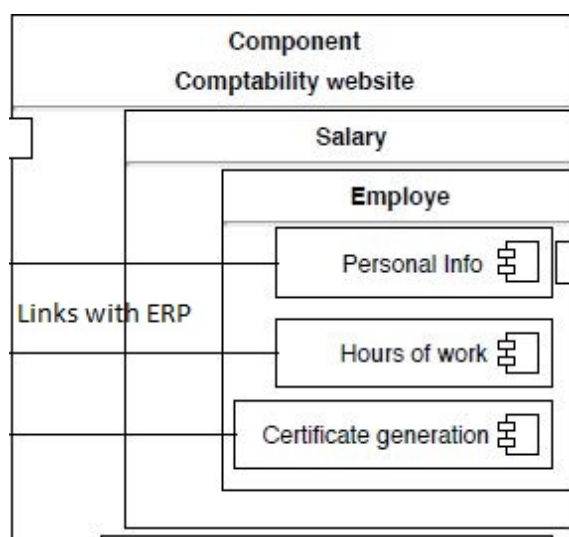 Component
Comptability website
Salary
Employe
Personal Info
Links with ERP
Hours of work
Certificate generation